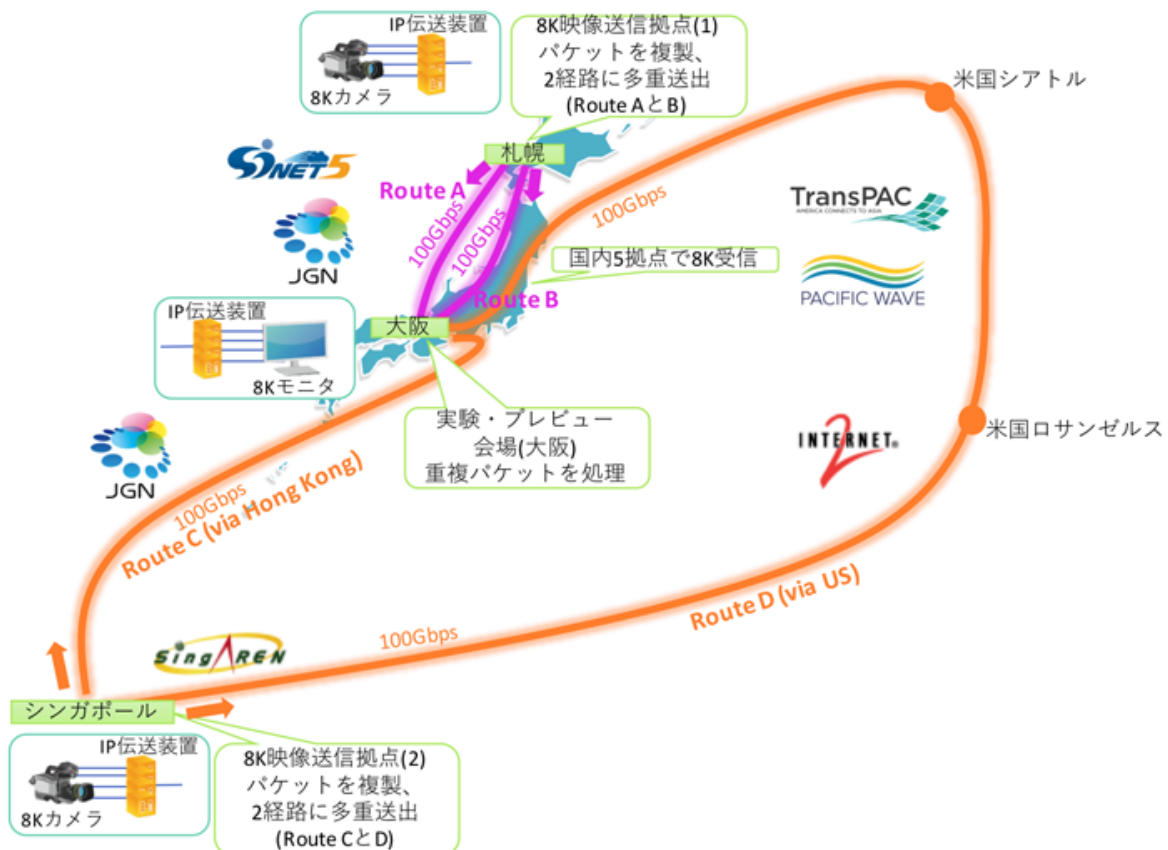 IP伝送装置
8Kカメラ
8K映像送信拠点(1)
パケットを複製、
2経路に多重送出
(Route AとB)
米国シアトル
札幌
SINET5
Route A
100Gbps
100Gbps
100Gbps
TransPAC
AMERICA CONNECTS TO ASIA
JGN
国内5拠点で8K受信
PACIFIC WAVE
Route B
IP伝送装置
8Kモニタ
大阪
実験・プレビュー
会場(大阪)
重複パケットを処理
INTERNET2®
米国ロサンゼルス
JGN
100Gbps
Route C (via Hong Kong)
Route D (via US)
100Gbps
SingAREN
シンガポール
IP伝送装置
8Kカメラ
8K映像送信拠点(2)
パケットを複製、
2経路に多重送出
(Route CとD)